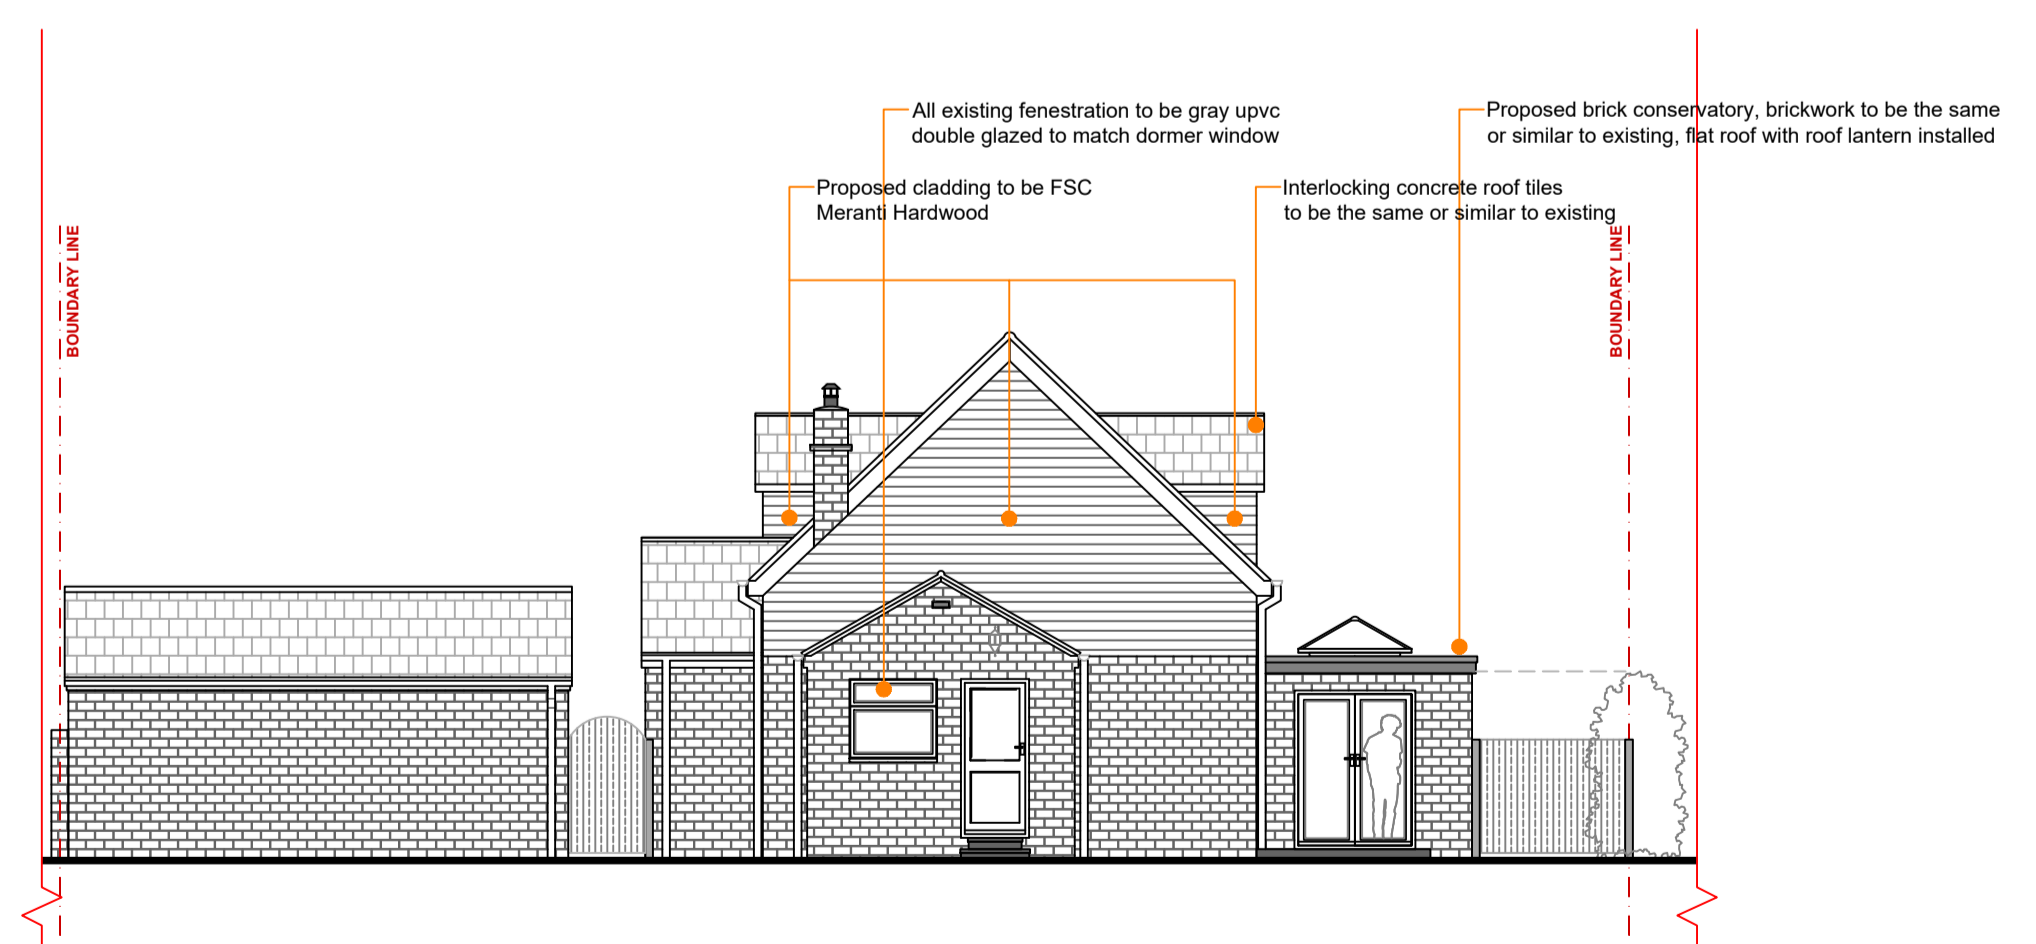 All existing fenestration to be gray upvc
double glazed to match dormer window
Proposed brick conservatory, brickwork to be the same
or similar to existing, flat roof with roof lantern installed
Proposed cladding to be FSC
Meranti Hardwood
Interlocking concrete roof tiles
to be the same or similar to existing
BOUNDARY LINE
BOUNDARY LINE